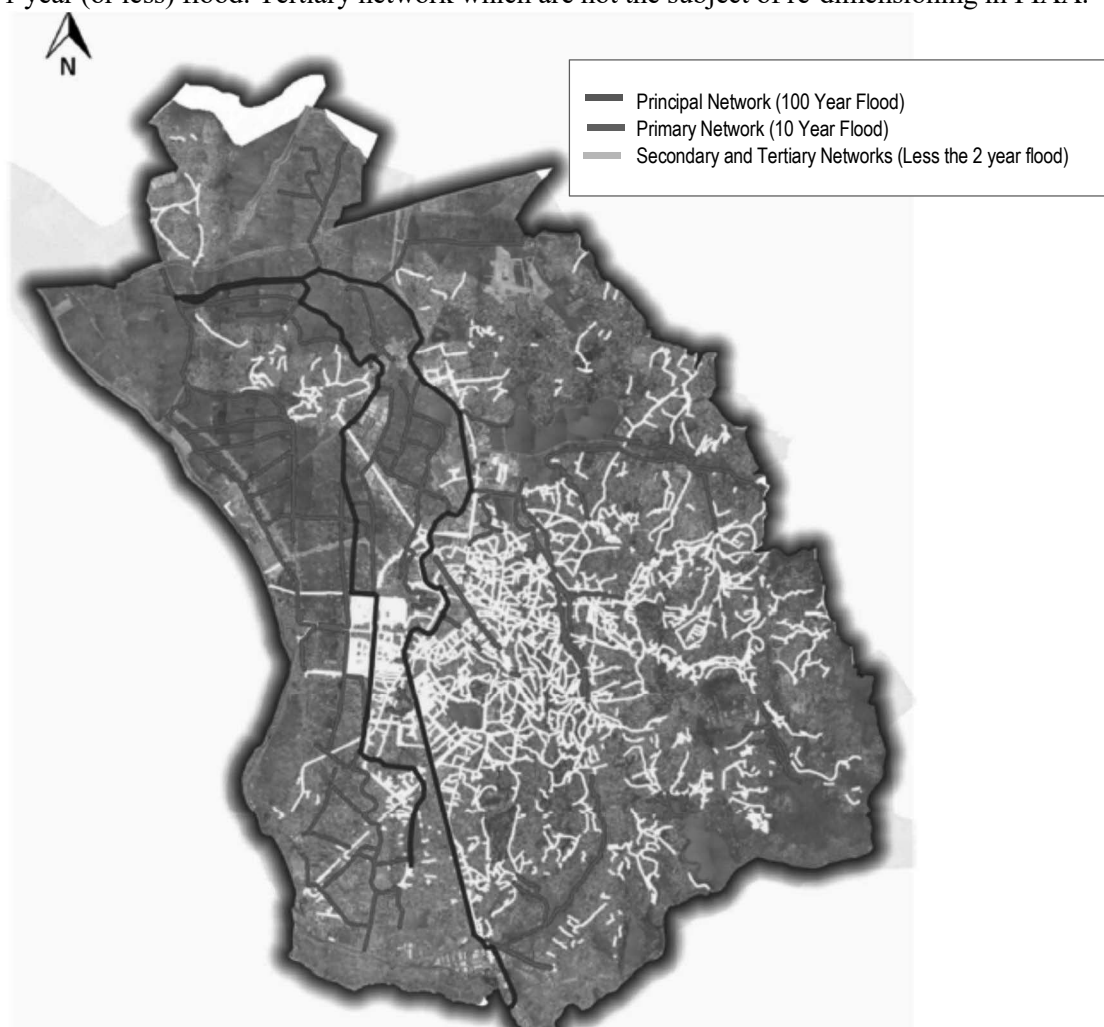 1 year (or less) flood. Tertiary network which are not the subject of re-dimensioning in PIAA.
N
Principal Network (100 Year Flood)
Primary Network (10 Year Flood)
Secondary and Tertiary Networks (Less the 2 year flood)